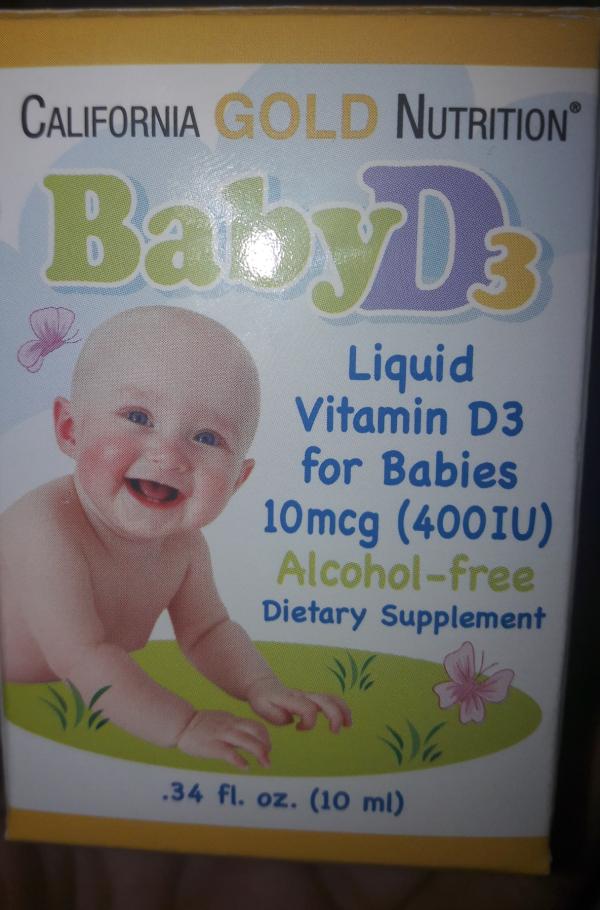 CALIFORNIA GOLD NUTRITION®
BabyD3
Liquid
Vitamin D3
for Babies
10mcg (400IU)
Alcohol-free
Dietary Supplement
.34 fl. oz. (10 ml)